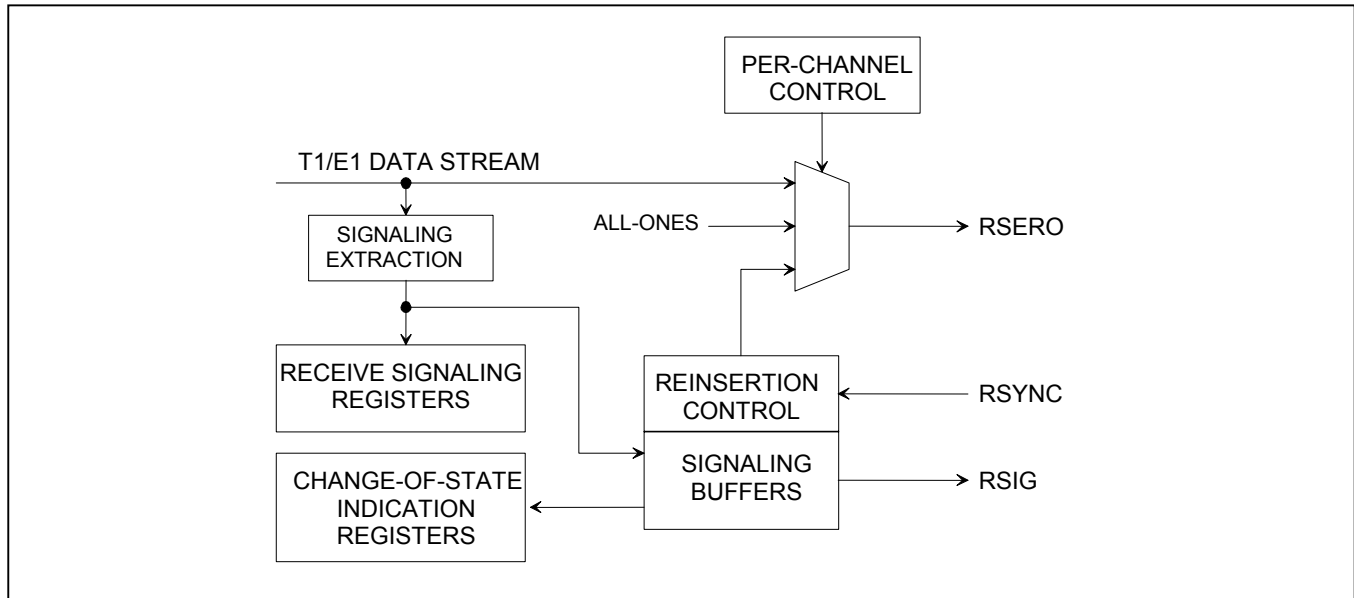 PER-CHANNEL
CONTROL
T1/E1 DATA STREAM
ALL-ONES
RSERO
SIGNALING
EXTRACTION
RECEIVE SIGNALING
REGISTERS
REINSERTION
CONTROL
RSYNC
SIGNALING
BUFFERS
RSIG
CHANGE-OF-STATE
INDICATION
REGISTERS